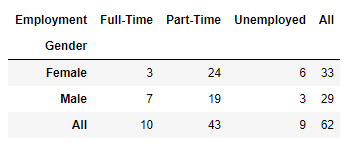 Employment Full-Time Part-Time Unemployed All
Gender
Female 3 24 6 33
Male 7 19 3 29
All 10 43 9 62